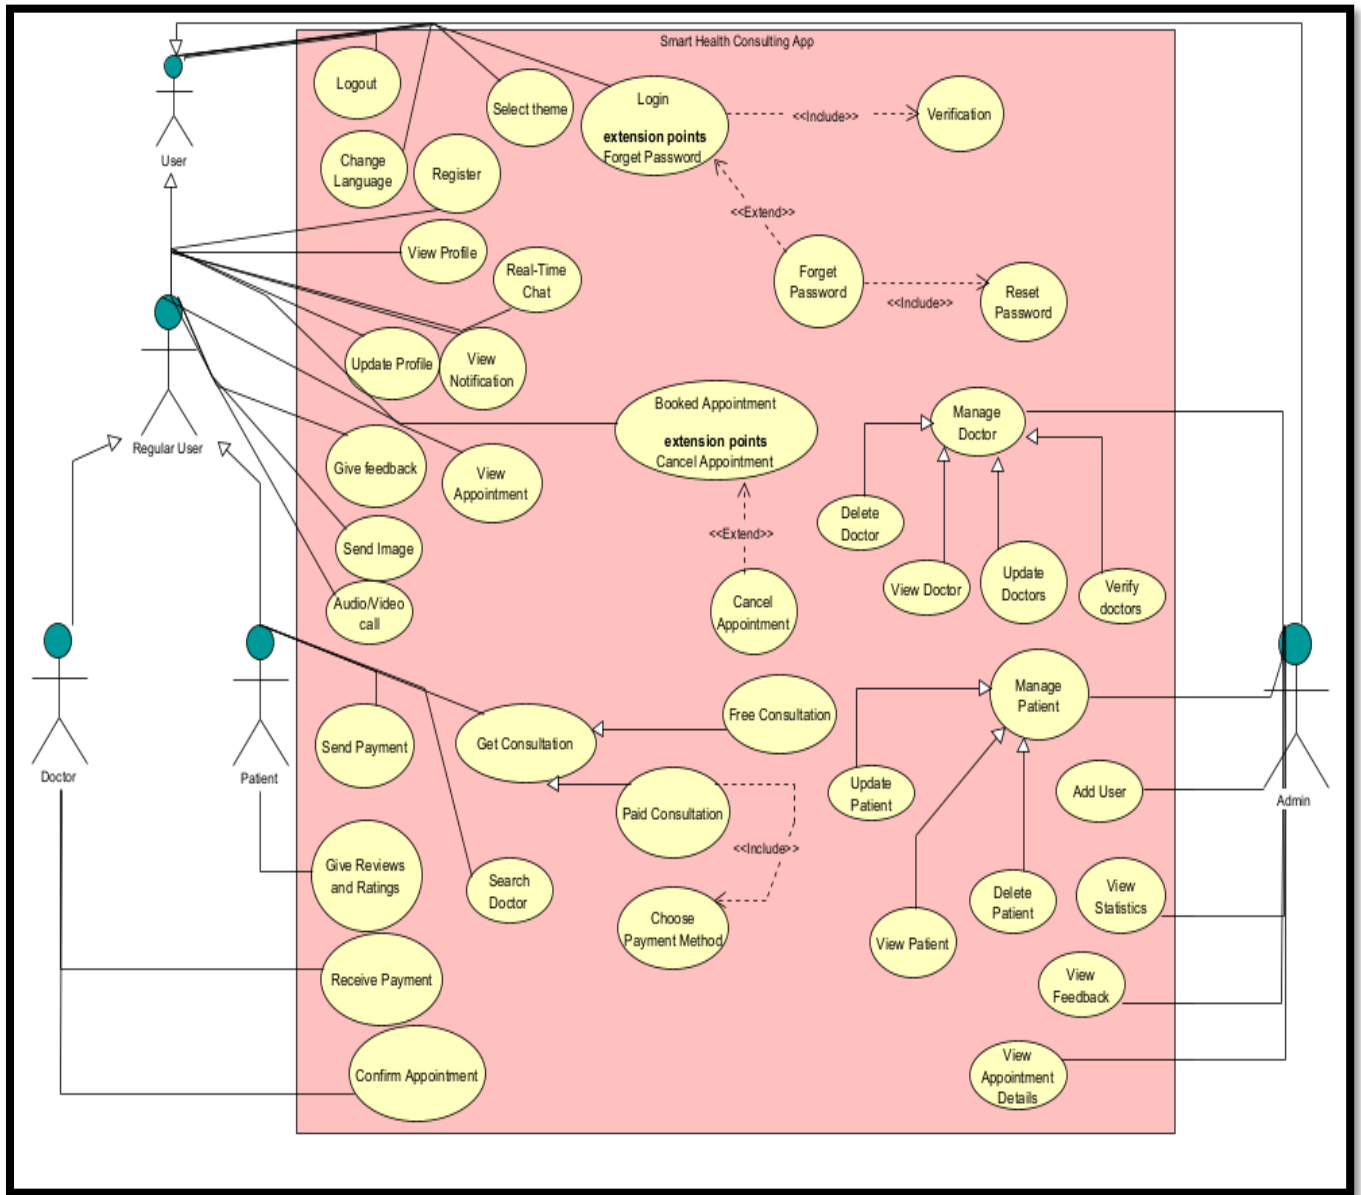 Smart Health Consulting App
Logout
Select theme
Login
extension points
Forget Password
<<Include>>
Verification
User
Change
Language
Register
<<Extend>>
View Profile
Real-Time
Chat
Forget
Password
<<Include>>
Reset
Password
Update Profile
View
Notification
Regular User
Booked Appointment
extension points
Cancel Appointment
Manage
Doctor
Give feedback
View
Appointment
<<Extend>>
Delete
Doctor
Send Image
View Doctor
Update
Doctors
Verify
doctors
Audio/Video
call
Cancel
Appointment
Manage
Patient
Doctor
Patient
Send Payment
Get Consultation
Free Consultation
Paid Consultation
Update
Patient
Add User
Admin
<<Include>>
Give Reviews
and Ratings
Search
Doctor
Choose
Payment Method
View Patient
Delete
Patient
View
Statistics
Receive Payment
View
Feedback
Confirm Appointment
View
Appointment
Details